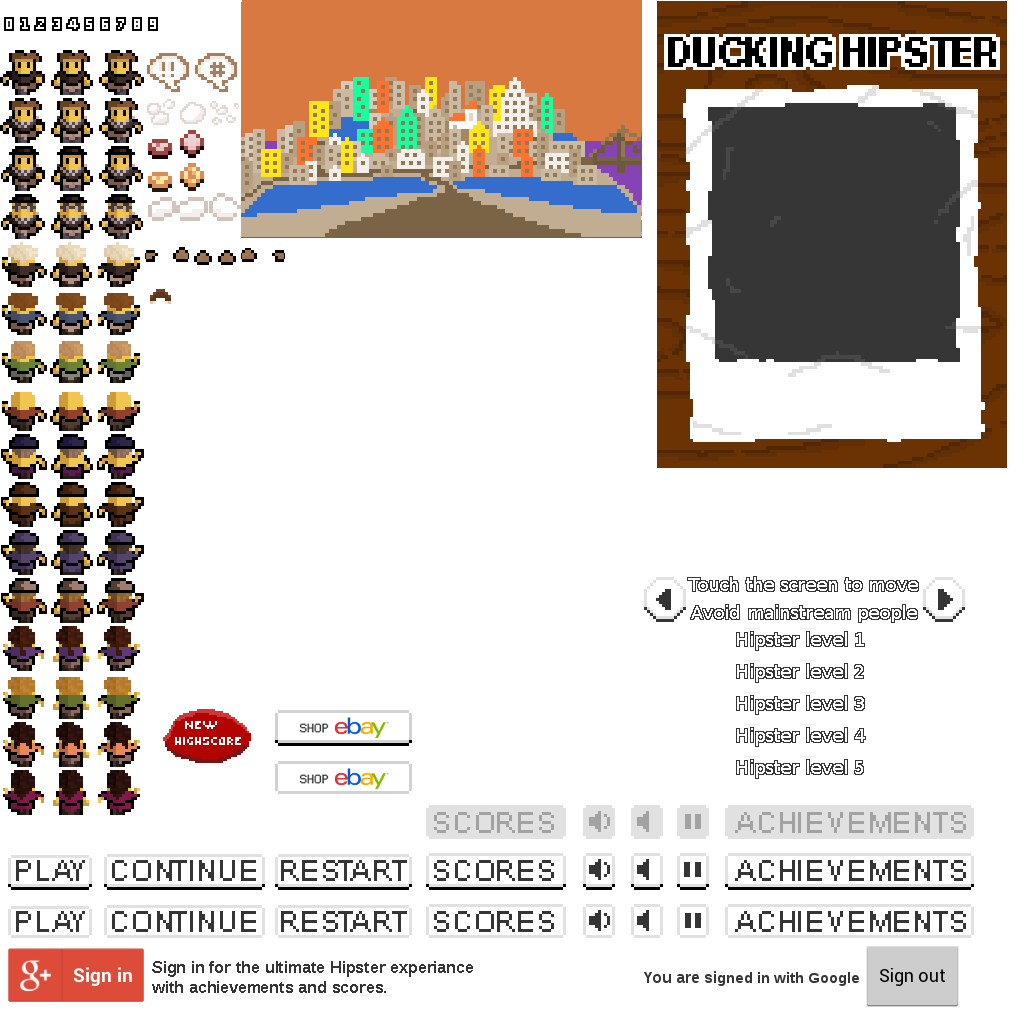 0123456789
!! #
DUCKING HIPSTER
Touch the screen to move
Avoid mainstream people
Hipster level 1
Hipster level 2
Hipster level 3
Hipster level 4
Hipster level 5
NEW
HIGHSCORE
SHOP ebay
SHOP ebay
SCORES ACHIEVEMENTS
PLAY CONTINUE RESTART SCORES ACHIEVEMENTS
PLAY CONTINUE RESTART SCORES ACHIEVEMENTS
g+ Sign in
Sign in for the ultimate Hipster experiance
with achievements and scores.
You are signed in with Google
Sign out